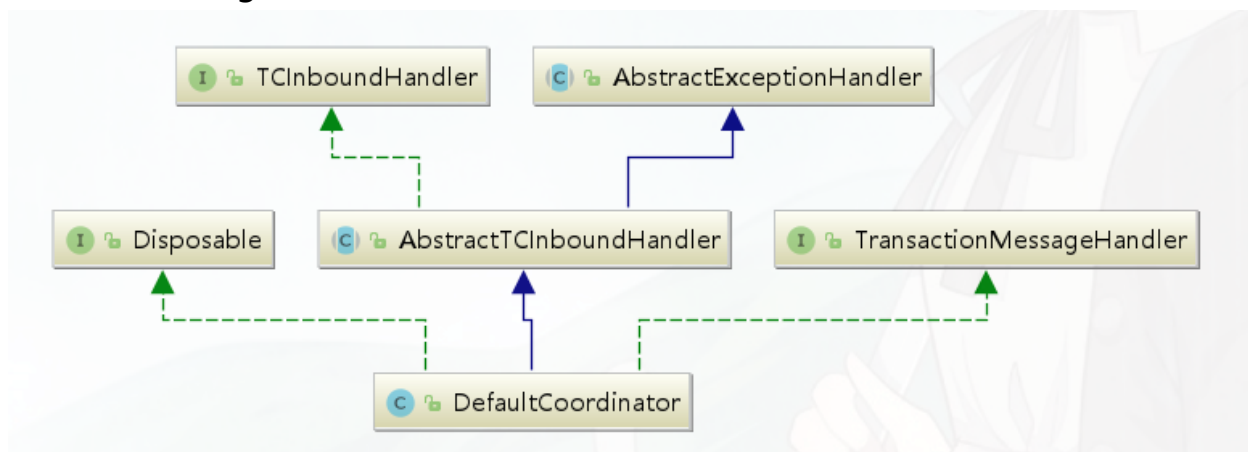 I TCInboundHandler
C AbstractExceptionHandler
I Disposable
C AbstractTCInboundHandler
I TransactionMessageHandler
C DefaultCoordinator